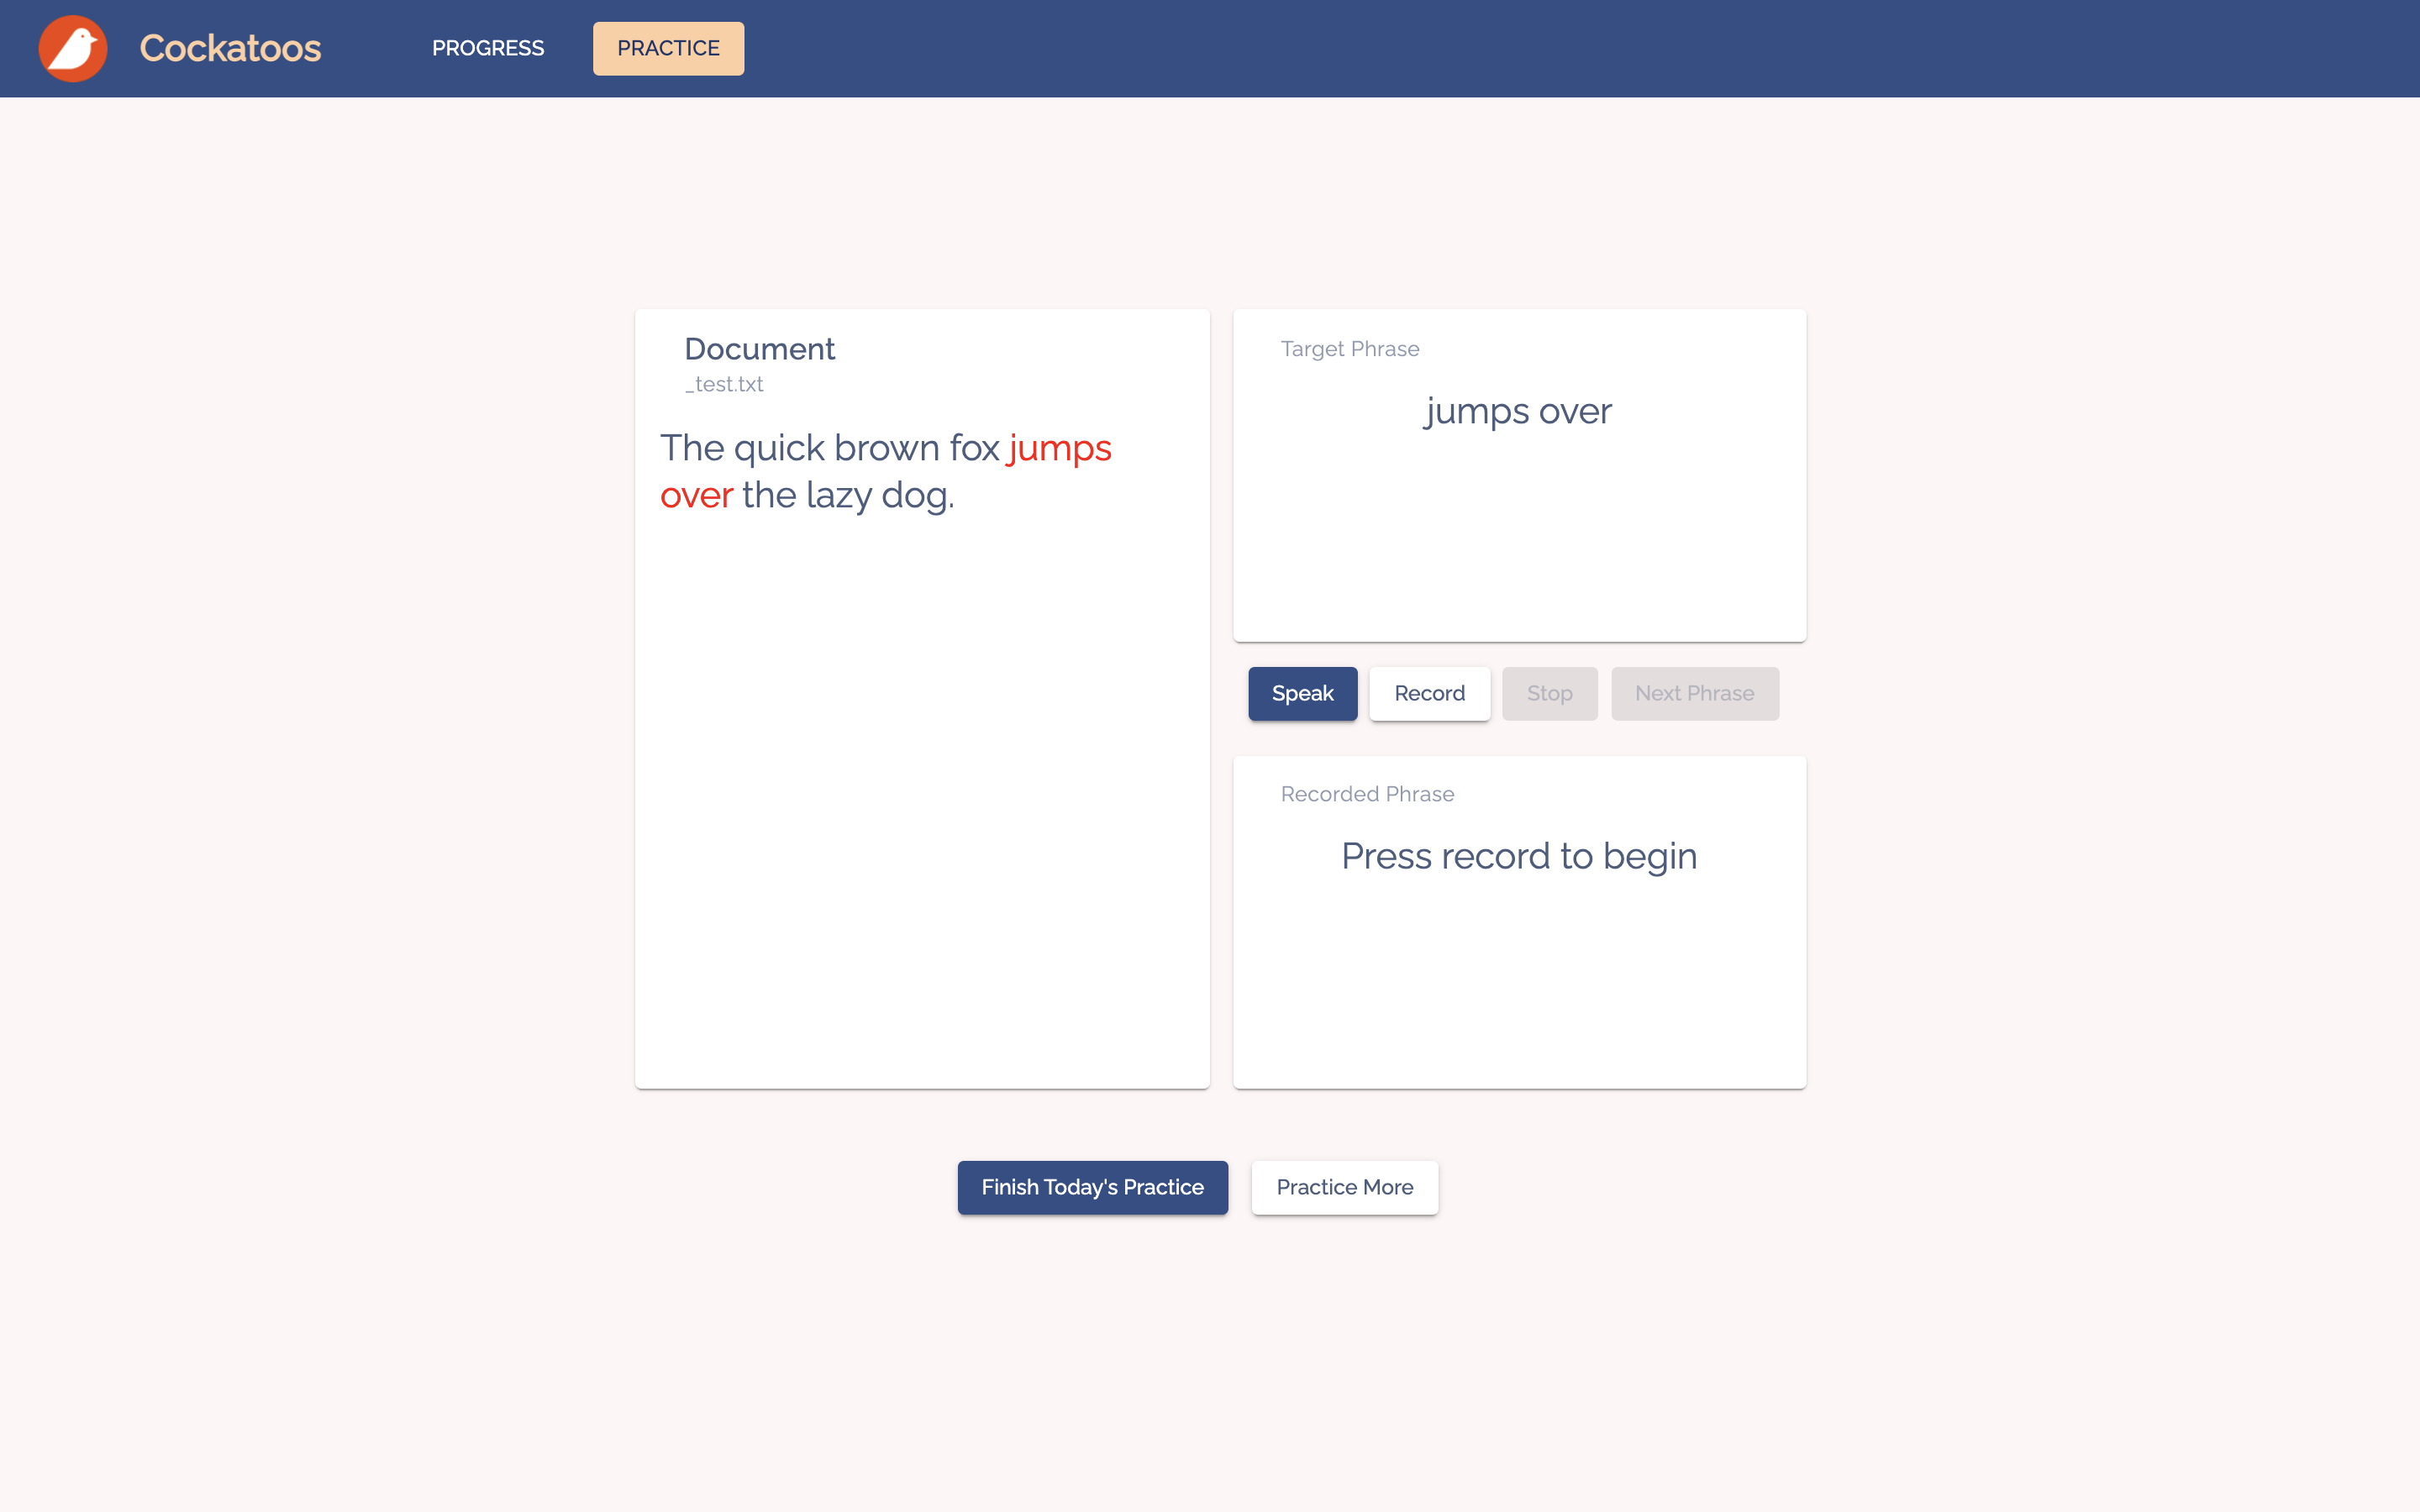 Cockatoos
PROGRESS
PRACTICE
Document
_test.txt
The quick brown fox jumps
over the lazy dog.
Target Phrase
jumps over
Speak
Record
Stop
Next Phrase
Recorded Phrase
Press record to begin
Finish Today's Practice
Practice More